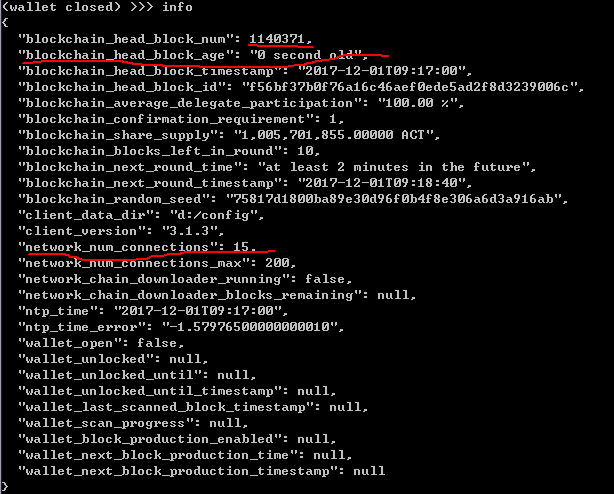 (wallet closed) >>> info
{
"blockchain_head_block_num": 1140371,
"blockchain_head_block_age": "0 second old",
"blockchain_head_block_timestamp": "2017-12-01T09:17:00",
"blockchain_head_block_id": "f56bf37b0f76a16c46aef0ede5ad2f8d3239006c",
"blockchain_average_delegate_participation": "100.00 %",
"blockchain_confirmation_requirement": 1,
"blockchain_share_supply": "1,005,701,855.00000 ACT",
"blockchain_blocks_left_in_round": 10,
"blockchain_next_round_time": "at least 2 minutes in the future",
"blockchain_next_round_timestamp": "2017-12-01T09:18:40",
"blockchain_random_seed": "75817d1800ba89e30d96f0b4f8e306a6d3a916ab",
"client_data_dir": "d:/config",
"client_version": "3.1.3",
"network_num_connections": 15,
"network_num_connections_max": 200,
"network_chain_downloader_running": false,
"network_chain_downloader_blocks_remaining": null,
"ntp_time": "2017-12-01T09:17:00",
"ntp_time_error": "-1.57976500000000010",
"wallet_open": false,
"wallet_unlocked": null,
"wallet_unlocked_until": null,
"wallet_unlocked_until_timestamp": null,
"wallet_last_scanned_block_timestamp": null,
"wallet_scan_progress": null,
"wallet_block_production_enabled": null,
"wallet_next_block_production_time": null,
"wallet_next_block_production_timestamp": null
}